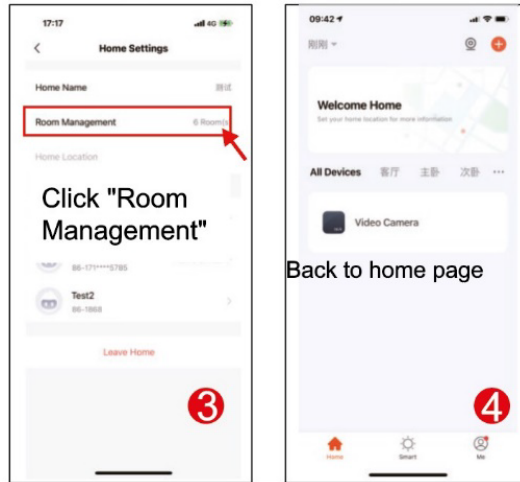 17:17
4G
Home Settings
Home Name 测试
Room Management 6 Room(s)
Home Location
Click "Room
Management"
86-171****5785
Test2
86-1868
Leave Home
3
09:42
刚刚
Welcome Home
Set your home location for more information
All Devices 客厅 主卧 次卧 •••
Video Camera
Back to home page
4
Home Smart Me